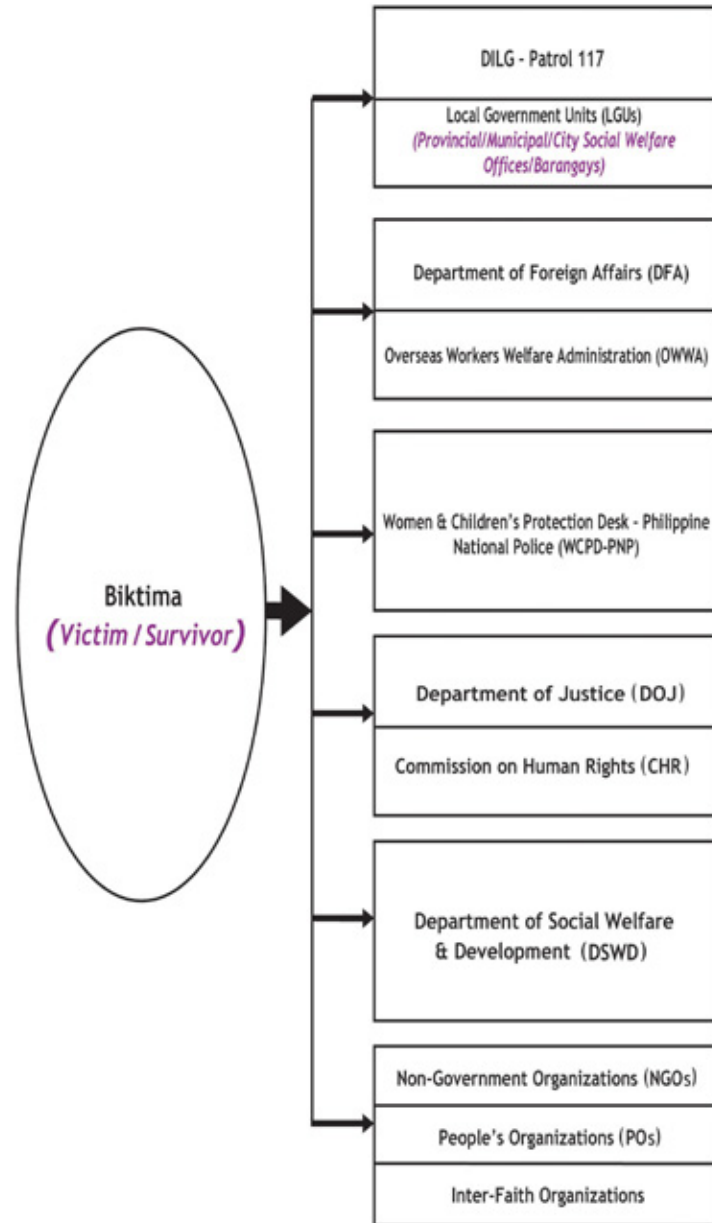 DILG - Patrol 117
Local Government Units (LGUs)
(Provincial/Municipal/City Social Welfare
Offices/Barangays)
Department of Foreign Affairs (DFA)
Overseas Workers Welfare Administration (OWWA)
Women & Children's Protection Desk - Philippine
National Police (WCPD-PNP)
Biktima
(Victim / Survivor)
Department of Justice (DOJ)
Commission on Human Rights (CHR)
Department of Social Welfare
& Development (DSWD)
Non-Government Organizations (NGOs)
People's Organizations (POs)
Inter-Faith Organizations